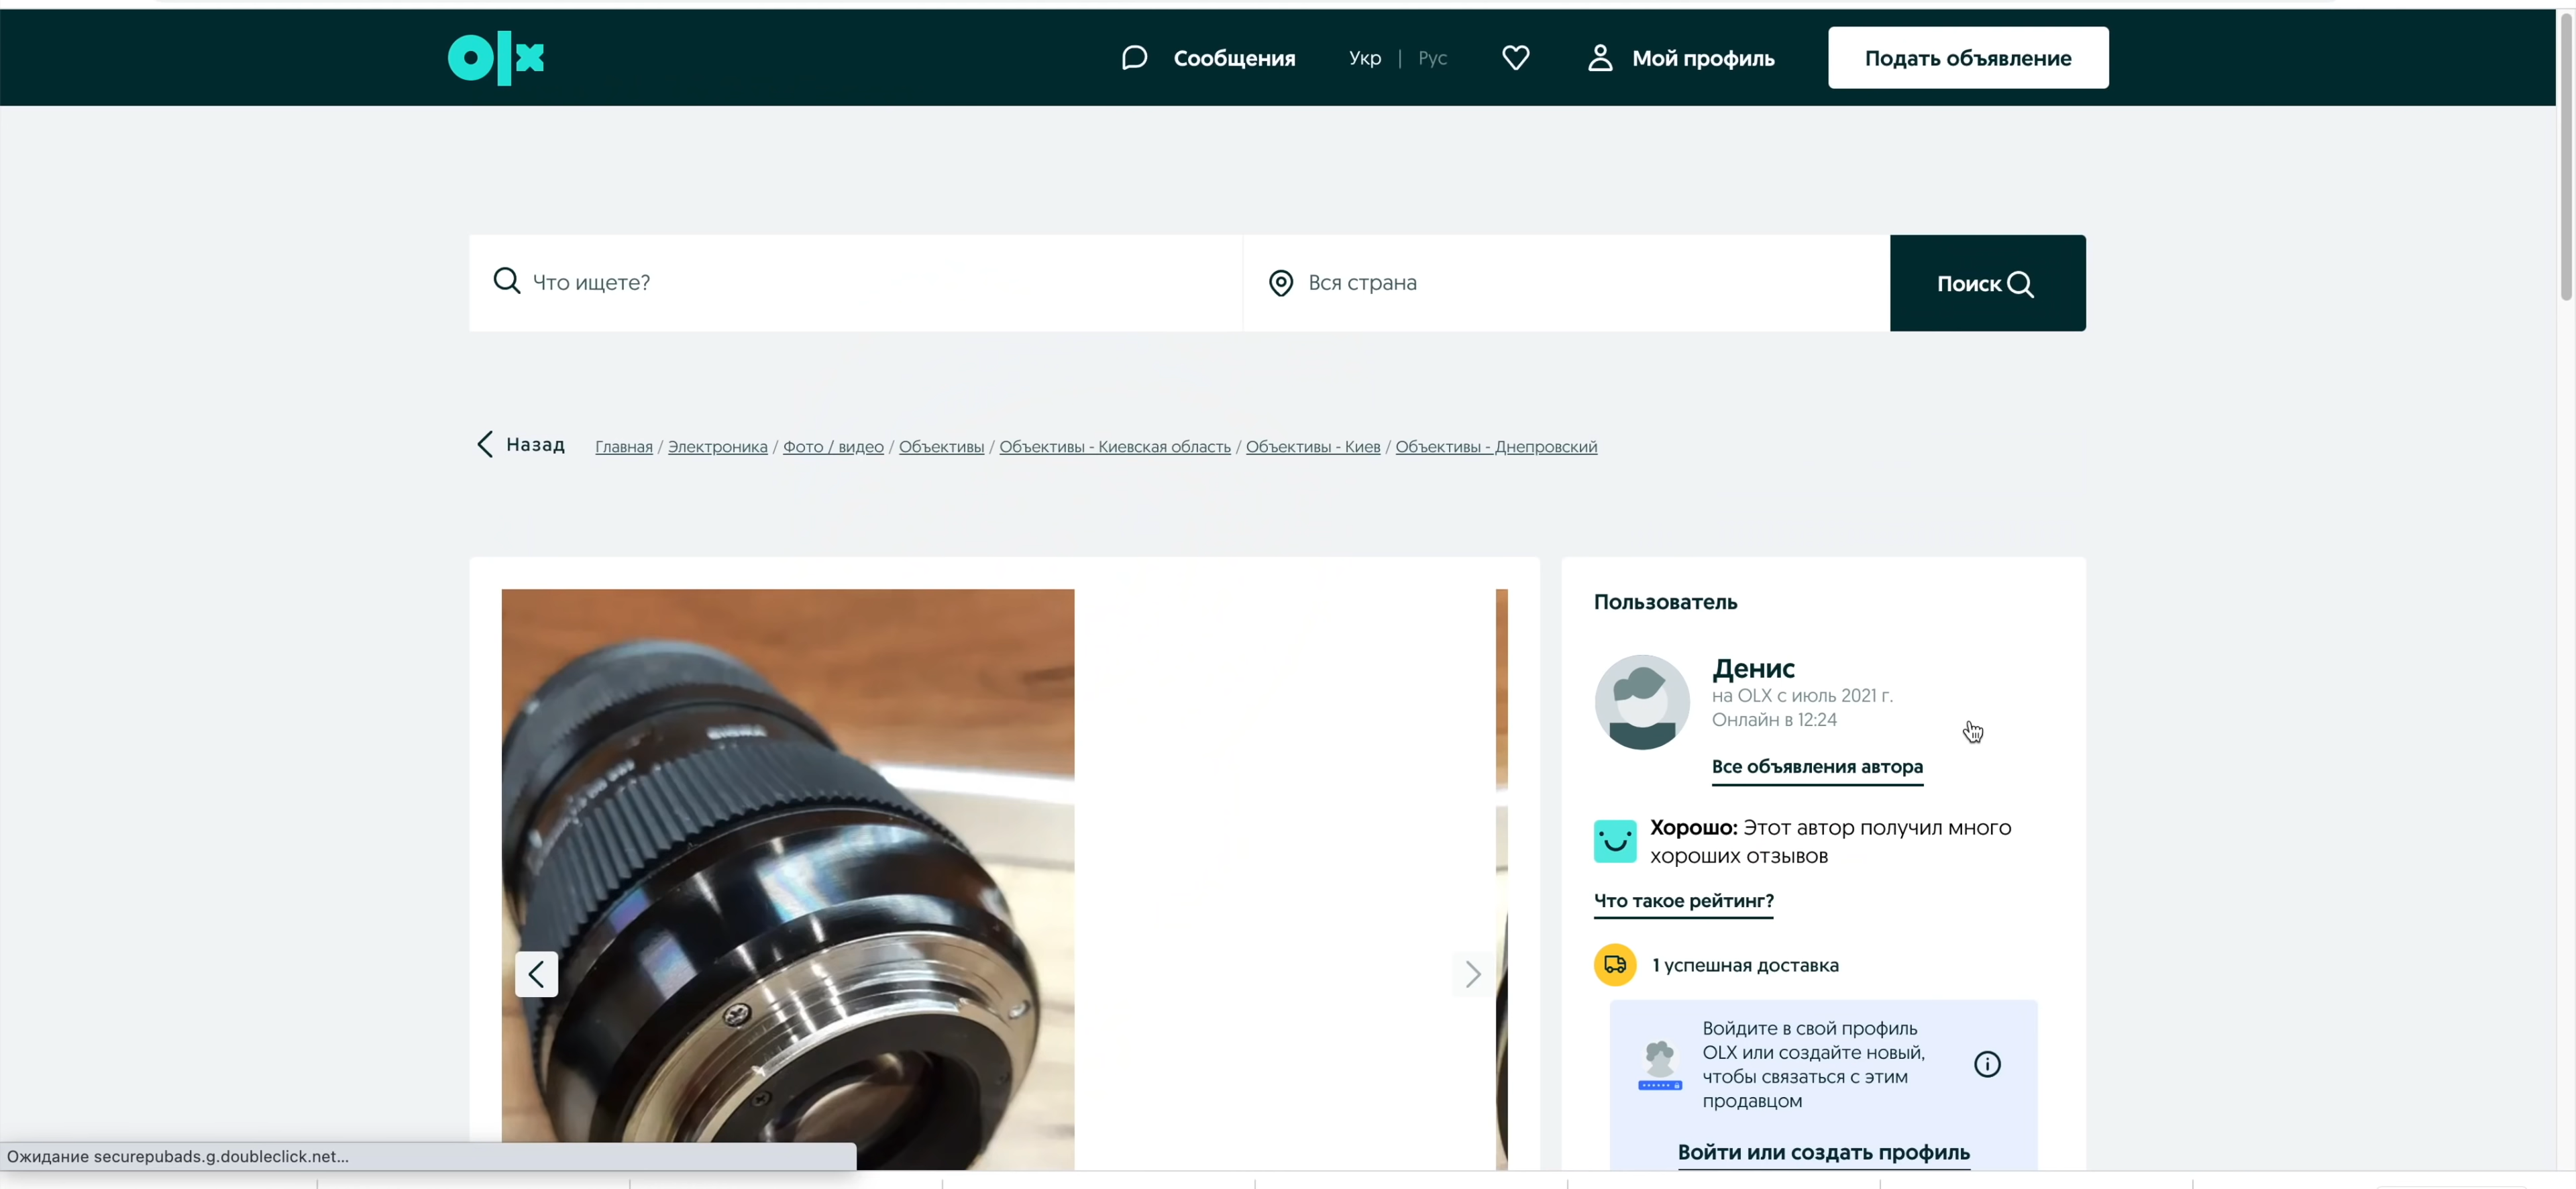 olx
Сообщения
Укр | Рус
Мой профиль
Подать объявление
Что ищете?
Вся страна
Поиск
Назад
Главная / Электроника / Фото / видео / Объективы / Объективы - Киевская область / Объективы - Киев / Объективы - Днепровский
Пользователь
Денис
на OLX с июль 2021 г.
Онлайн в 12:24
Все объявления автора
Хорошо: Этот автор получил много
хороших отзывов
Что такое рейтинг?
1 успешная доставка
Войдите в свой профиль
OLX или создайте новый,
чтобы связаться с этим
продавцом
Войти или создать профиль
Ожидание securepubads.g.doubleclick.net...